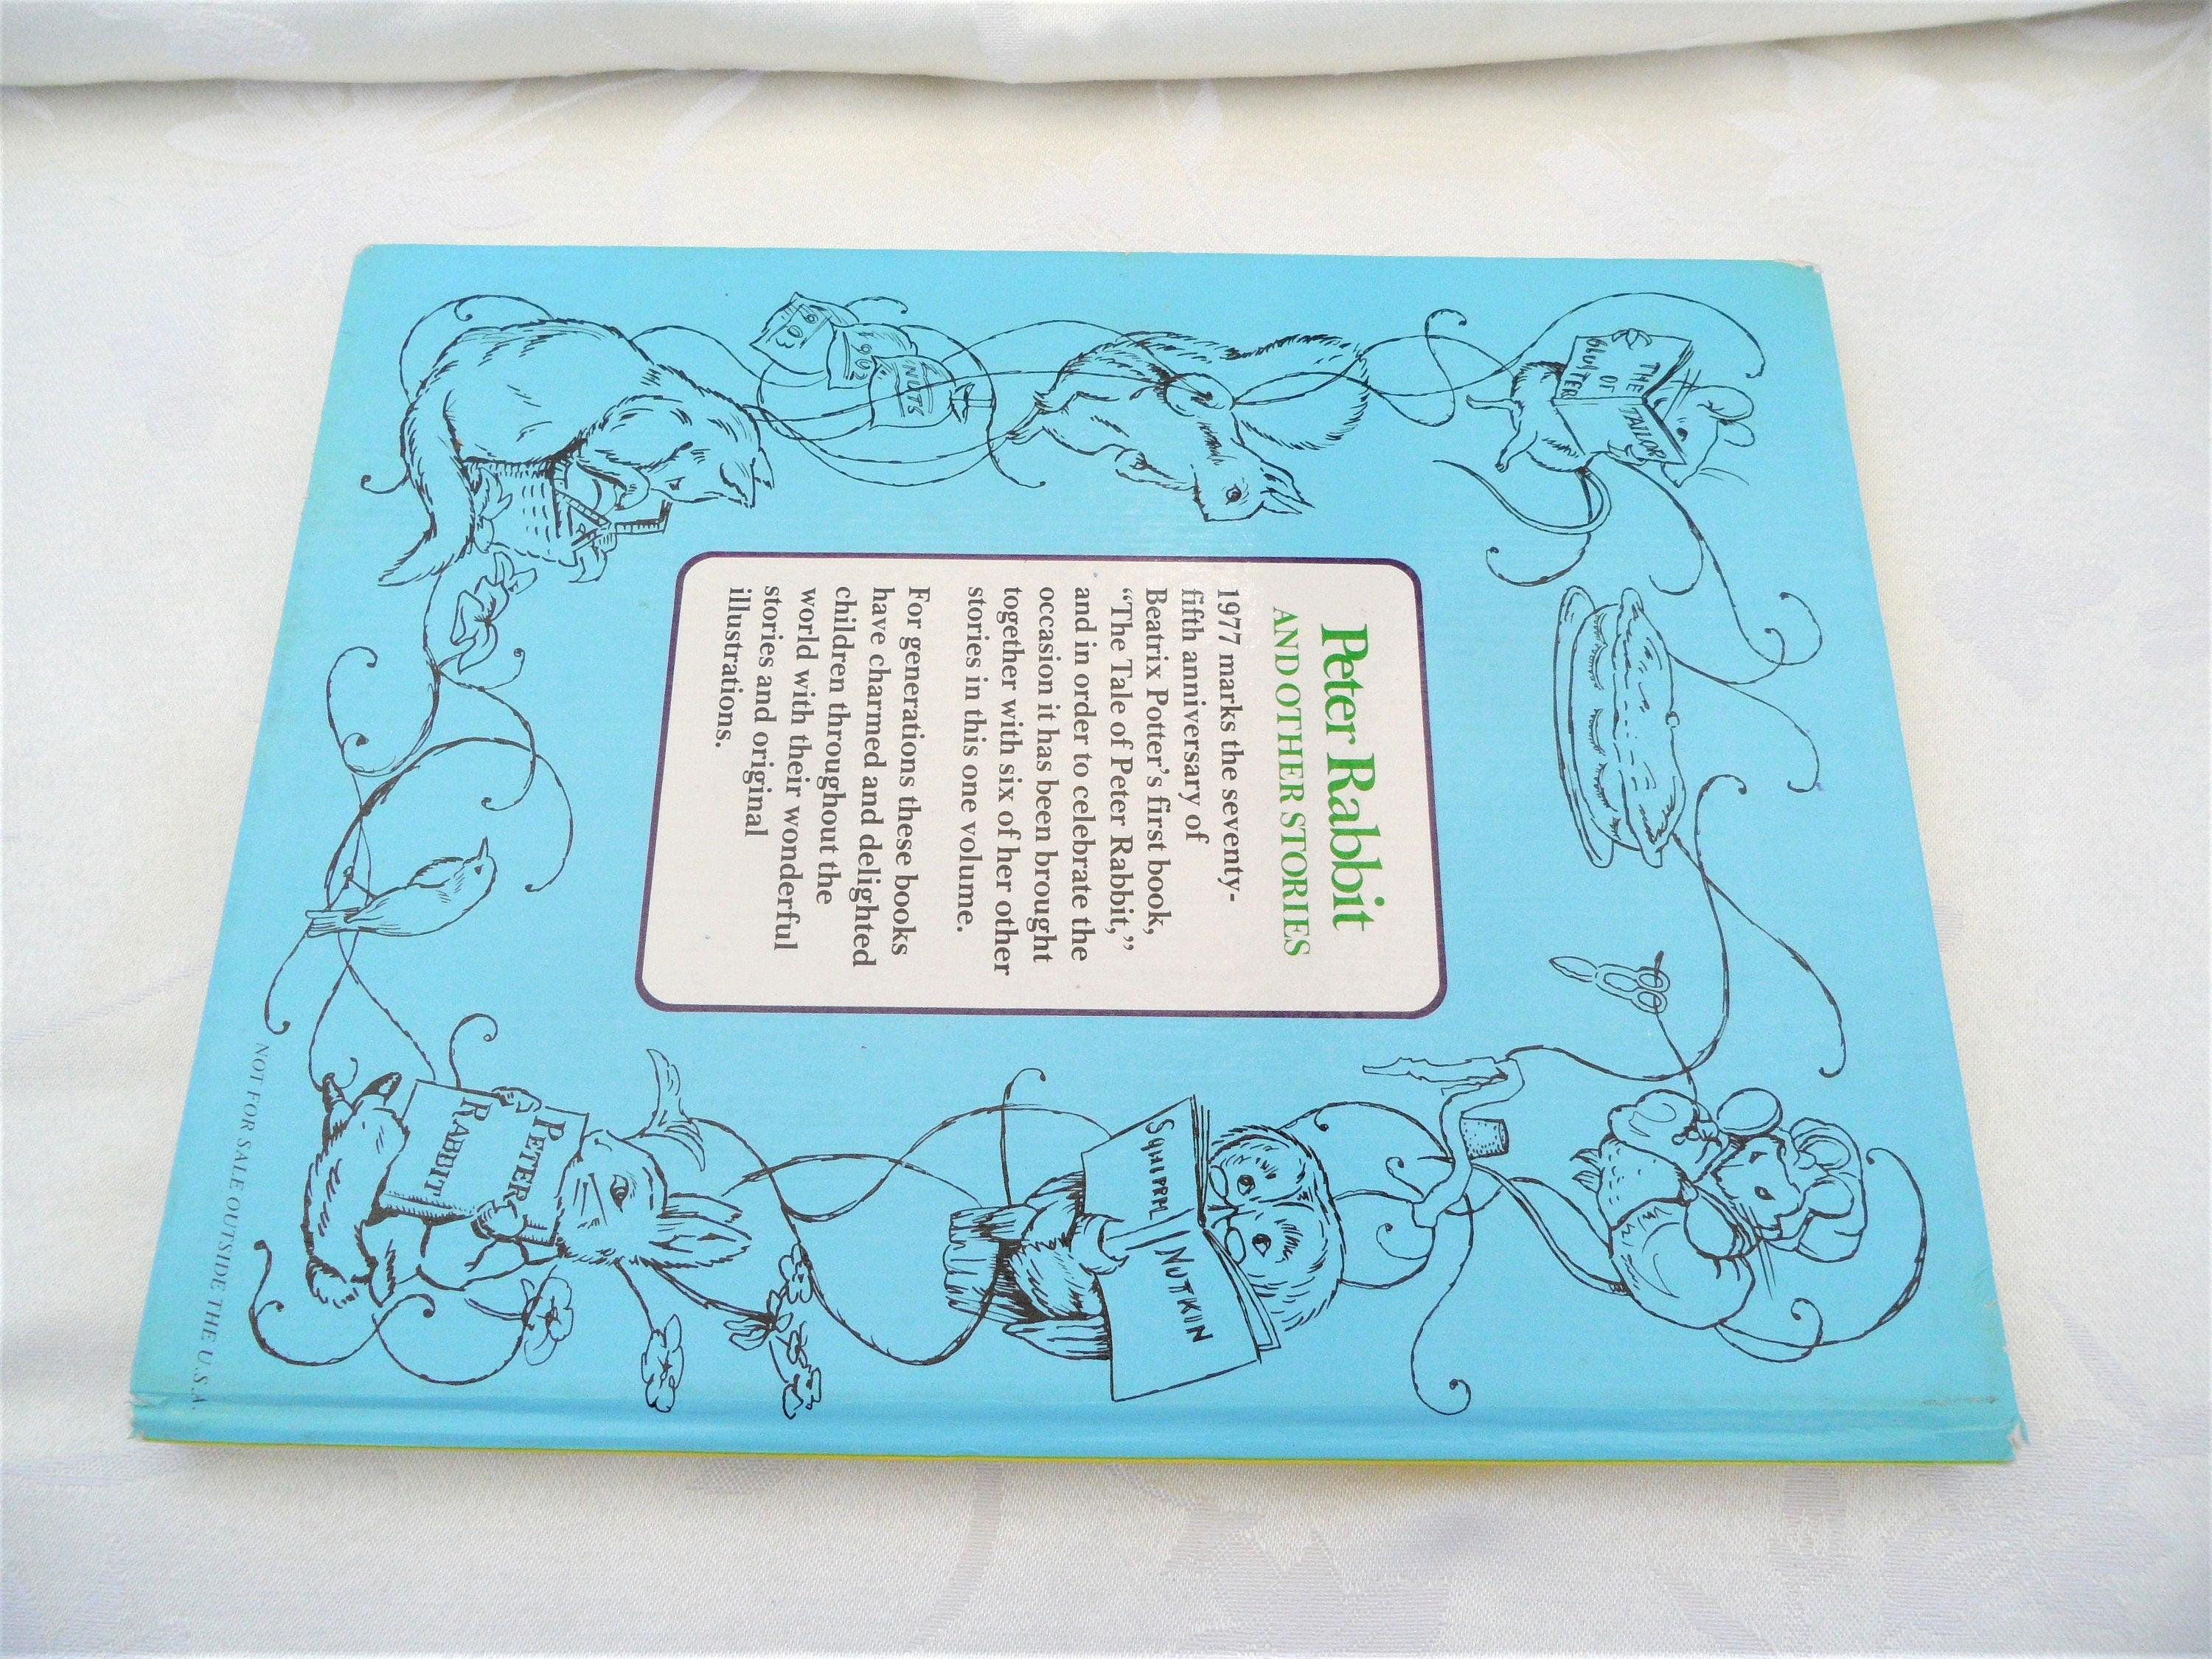 Peter Rabbit
AND OTHER STORIES
1977 marks the seventy-
fifth anniversary of
Beatrix Potter's first book,
“The Tale of Peter Rabbit,”
and in order to celebrate the
occasion it has been brought
together with six of her other
stories in this one volume.
For generations these books
have charmed and delighted
children throughout the
world with their wonderful
stories and original
illustrations.
THE TAILOR
OF
GLOSTER
NUTS
SQUIRREL NUTKIN
PETER
RABBIT
NOT FOR SALE OUTSIDE THE U.S.A.